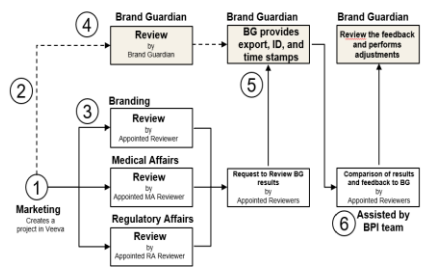 Brand Guardian
Brand Guardian
Brand Guardian
4
Review
by
Brand Guardian
BG provides
export, ID, and
time stamps
Review the feedback
and performs
adjustments
2
5
3
Branding
Review
by
Appointed Reviewer
Medical Affairs
1
Review
by
Appointed MA Reviewer
Request to Review BG
results
by
Appointed Reviewers
Comparison of results
and feedback to BG
by
Appointed Reviewers
Marketing
Creates a
project in Veeva
Regulatory Affairs
Review
by
Appointed RA Reviewer
6
Assisted by
BPI team